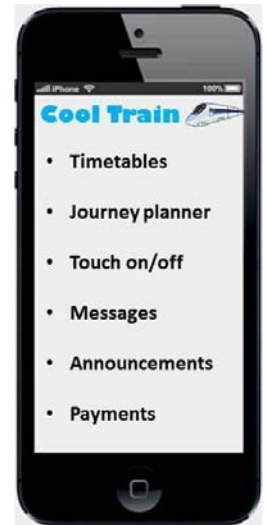 iPhone 100%
Cool Train
• Timetables
• Journey planner
• Touch on/off
• Messages
• Announcements
• Payments